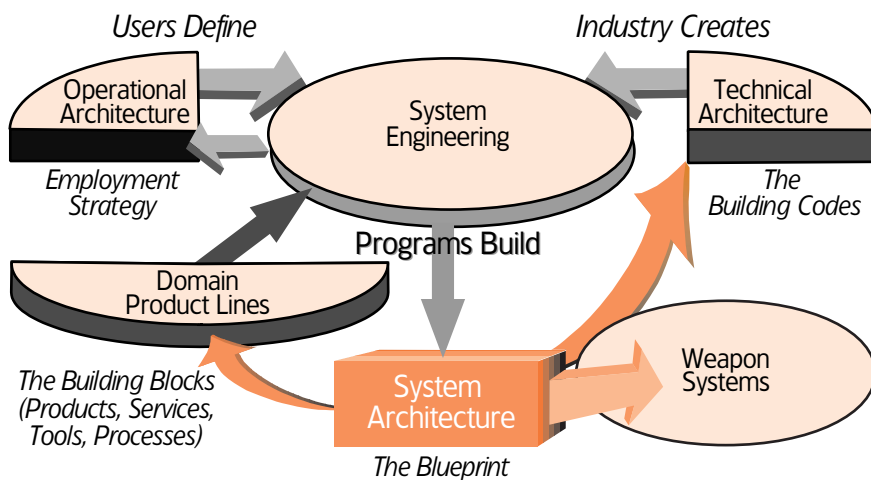 Users Define
Industry Creates
Operational
Architecture
System
Engineering
Technical
Architecture
Employment
Strategy
The
Building Codes
Programs Build
Domain
Product Lines
The Building Blocks
(Products, Services,
Tools, Processes)
System
Architecture
Weapon
Systems
The Blueprint